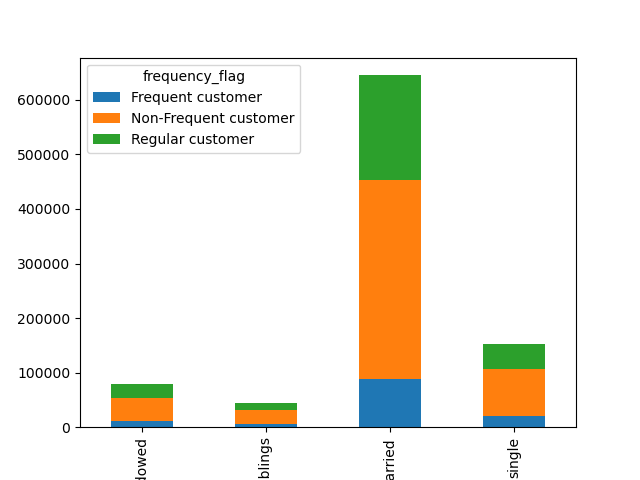 frequency_flag
Frequent customer
Non-Frequent customer
Regular customer
600000
500000
400000
300000
200000
100000
0
dowed
blings
arried
single